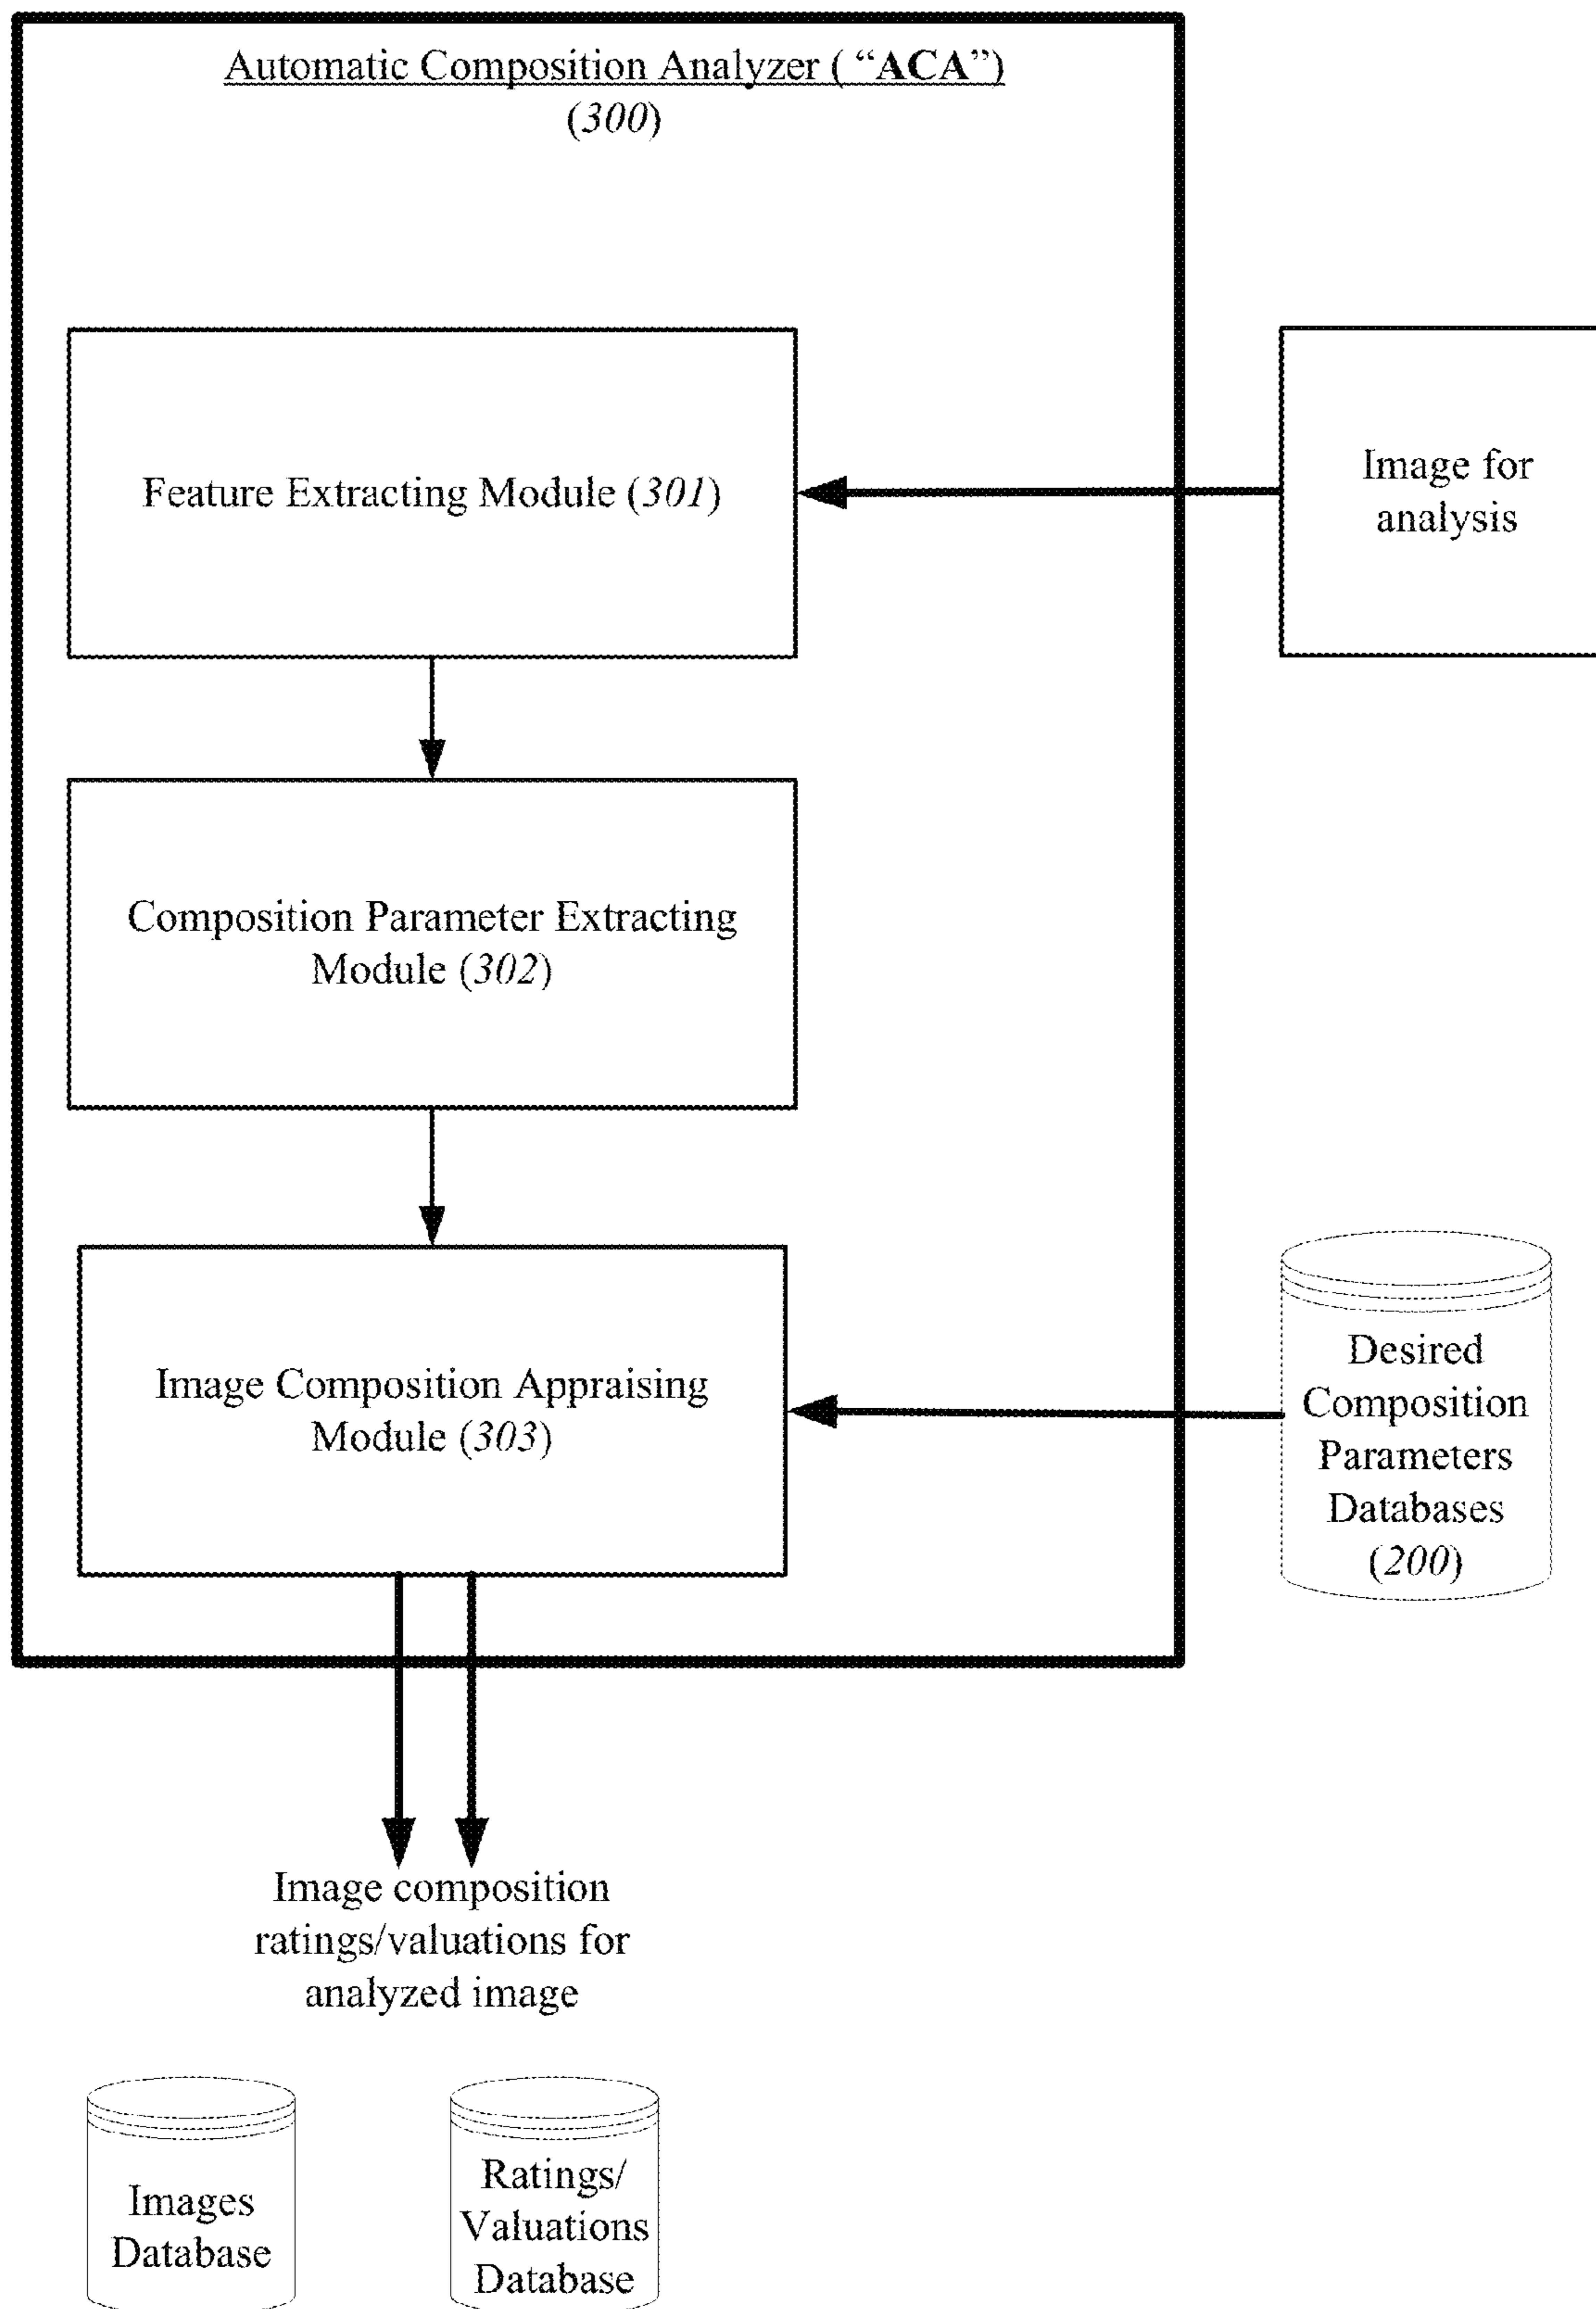 Automatic Composition Analyzer ( “ACA”)
(300)
Feature Extracting Module (301)
Image for
analysis
Composition Parameter Extracting
Module (302)
Image Composition Appraising
Module (303)
Desired
Composition
Parameters
Databases
(200)
Image composition
ratings/valuations for
analyzed image
Images
Database
Ratings/
Valuations
Database